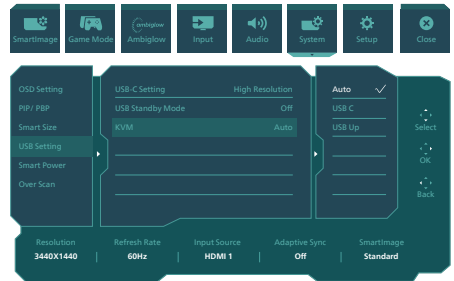 ambiglow
SmartImage Game Mode Ambiglow Input Audio System Setup Close
OSD Setting USB-C Setting High Resolution Auto
PIP/ PBP USB Standby Mode Off USB C
Smart Size KVM Auto USB Up Select
USB Setting
Smart Power OK
Over Scan Back
Resolution Refresh Rate Input Source Adaptive Sync SmartImage
3440X1440 | 60Hz | HDMI 1 | Off | Standard